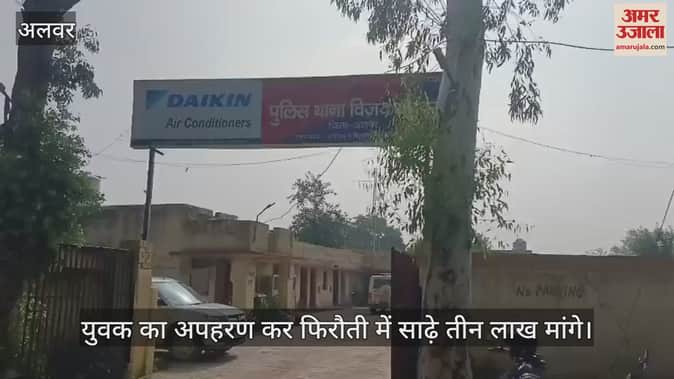 अलवर
अमर उजाला
amarujala.com
DAIKIN
Air Conditioners
पुलिस थाना विजय
No PARKING
युवक का अपहरण कर फिरौती में साढ़े तीन लाख मांगे।